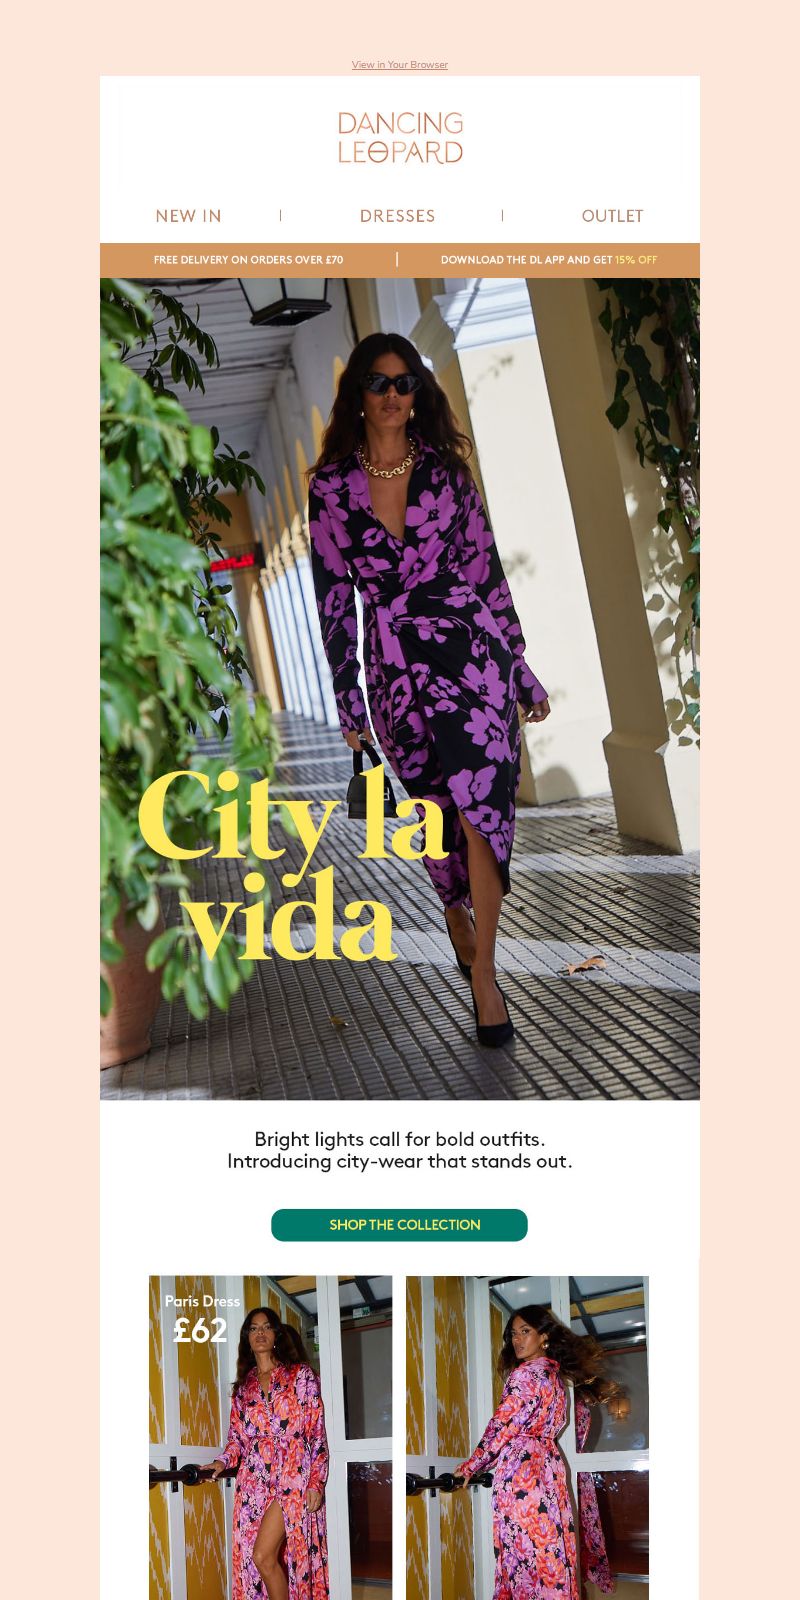 View in Your Browser
DANCING
LEOPARD
NEW IN | DRESSES | OUTLET
FREE DELIVERY ON ORDERS OVER £70 | DOWNLOAD THE DL APP AND GET 15% OFF
City la
vida
Bright lights call for bold outfits.
Introducing city-wear that stands out.
SHOP THE COLLECTION
Paris Dress
£62